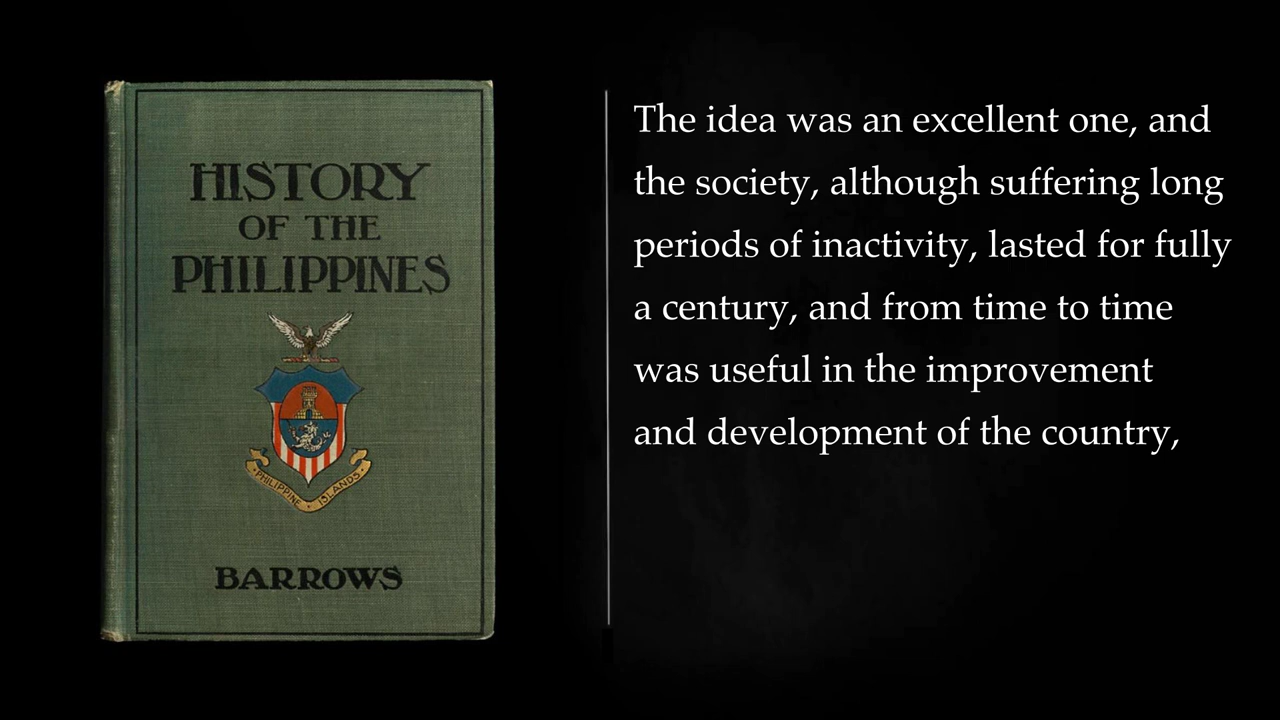 HISTORY
OF THE
PHILIPPINES
PHILIPPINE ISLANDS
BARROWS
The idea was an excellent one, and
the society, although suffering long
periods of inactivity, lasted for fully
a century, and from time to time
was useful in the improvement
and development of the country,